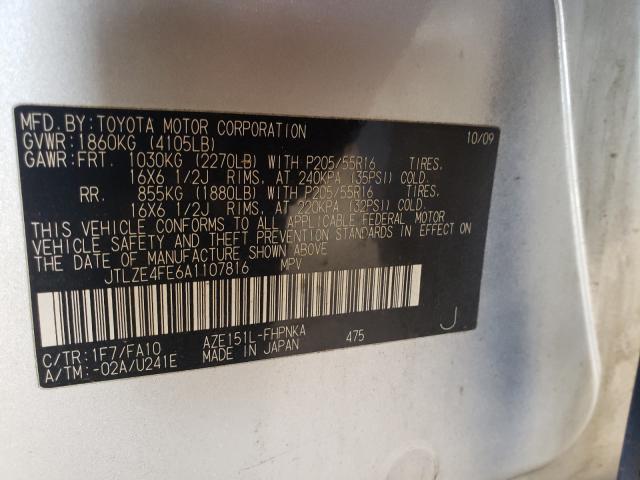 MFD.BY:TOYOTA MOTOR CORPORATION 10/09
GVWR:1860KG (4105LB)
GAWR:FRT. 1030KG (2270LB) WITH P205/55R16 TIRES,
16X6 1/2J RIMS, AT 240KPA (35PSI) COLD.
RR. 855KG (1880LB) WITH P205/55R16 TIRES,
16X6 1/2J RIMS, AT 220KPA (32PSI) COLD.
THIS VEHICLE CONFORMS TO ALL APPLICABLE FEDERAL MOTOR
VEHICLE SAFETY AND THEFT PREVENTION STANDARDS IN EFFECT ON
THE DATE OF MANUFACTURE SHOWN ABOVE.
JTLZE4FE6A1107816 MPV
C/TR:1F7/FA10 AZE151L-FHPNKA 475 J
A/TM:-02A/U241E MADE IN JAPAN